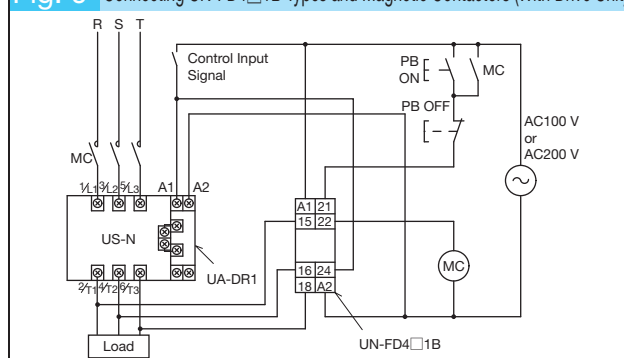 Connecting UN-FD4□1B Types and Magnetic Contactors (With Drive Unit
R S T
Control Input
Signal
PB
ON
MC
PB OFF
AC100 V
or
AC200 V
MC
1/L1 3/L2 5/L3 A1 A2
A1 21
15 22
US-N
UA-DR1
16 24
18 A2
MC
2/T1 4/T2 6/T3
Load
UN-FD4□1B